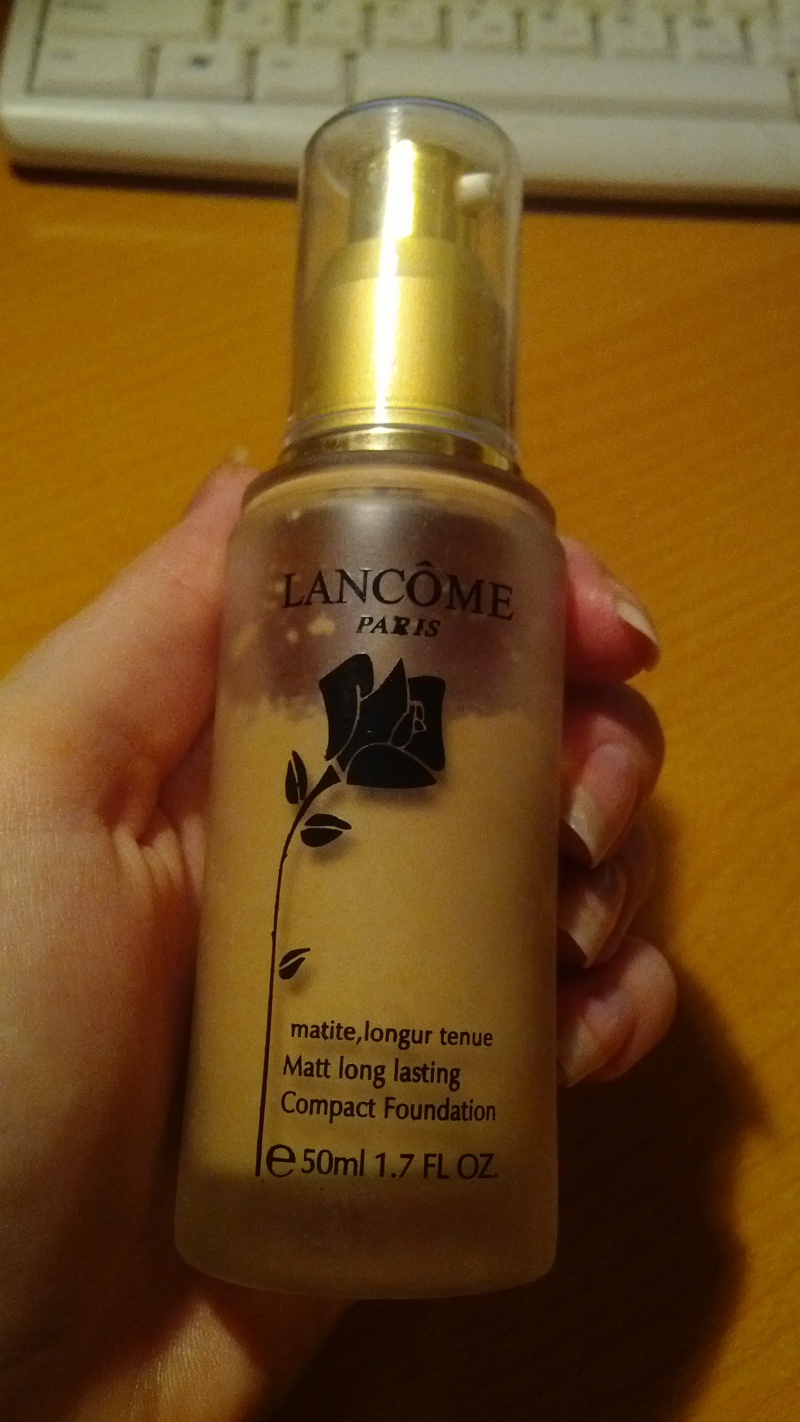 LANCÔME
PARIS
matite,longur tenue
Matt long lasting
Compact Foundation
e 50ml 1.7 FL OZ.